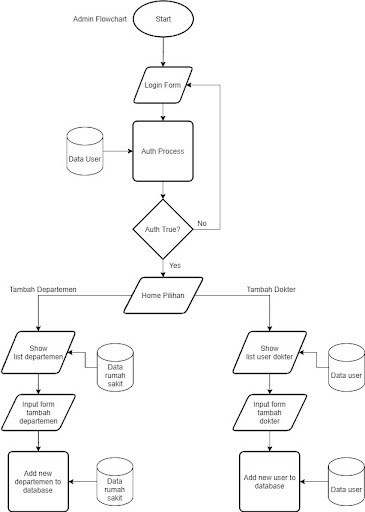 Admin Flowchart
Start
Login Form
Data User
Auth Process
Auth True?
No
Yes
Tambah Departemen
Home Pilihan
Tambah Dokter
Show
list departemen
Data
rumah
sakit
Show
list user dokter
Data user
Input form
tambah
departemen
Input form
tambah
dokter
Add new
departemen to
database
Data
rumah
sakit
Add new user to
database
Data user